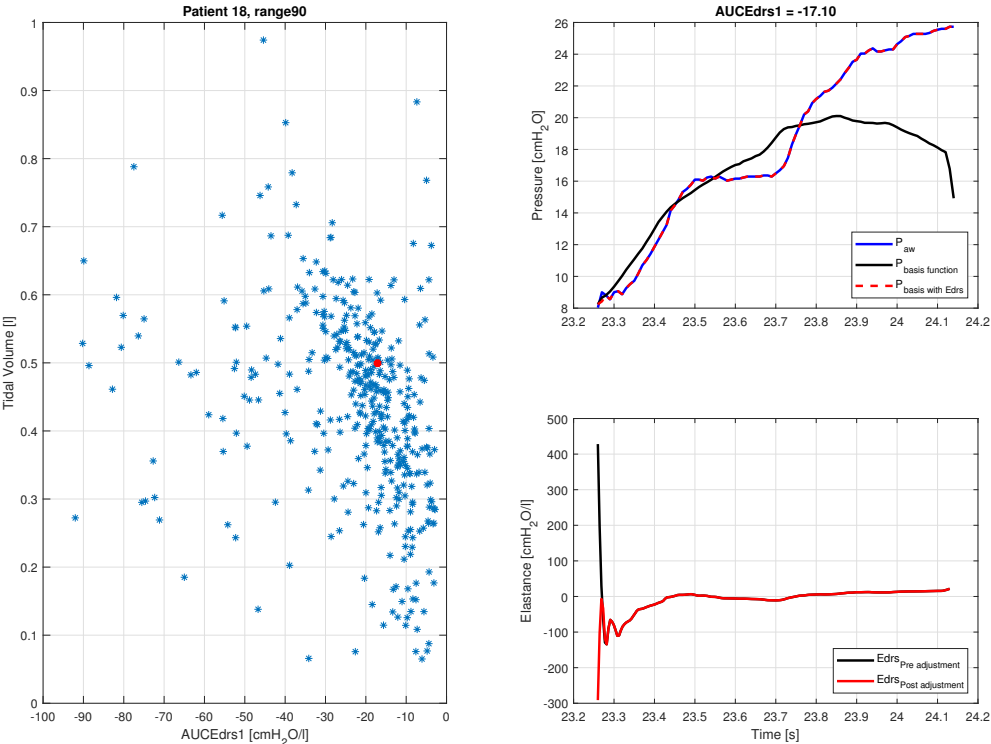 Patient 18, range90
1
0.9
0.8
0.7
0.6
0.5
0.4
0.3
0.2
0.1
0
Tidal Volume [l]
-100 -90 -80 -70 -60 -50 -40 -30 -20 -10 0
AUCEdrs1 [cmH2O/l]
AUCEdrs1 = -17.10
26
24
22
20
18
16
14
12
10
8
Pressure [cmH2O]
Paw
Pbasis function
Pbasis with Edrs
23.2 23.3 23.4 23.5 23.6 23.7 23.8 23.9 24 24.1 24.2
500
400
300
200
100
0
-100
-200
-300
Elastance [cmH2O/l]
EdrsPre adjustment
EdrsPost adjustment
23.2 23.3 23.4 23.5 23.6 23.7 23.8 23.9 24 24.1 24.2
Time [s]